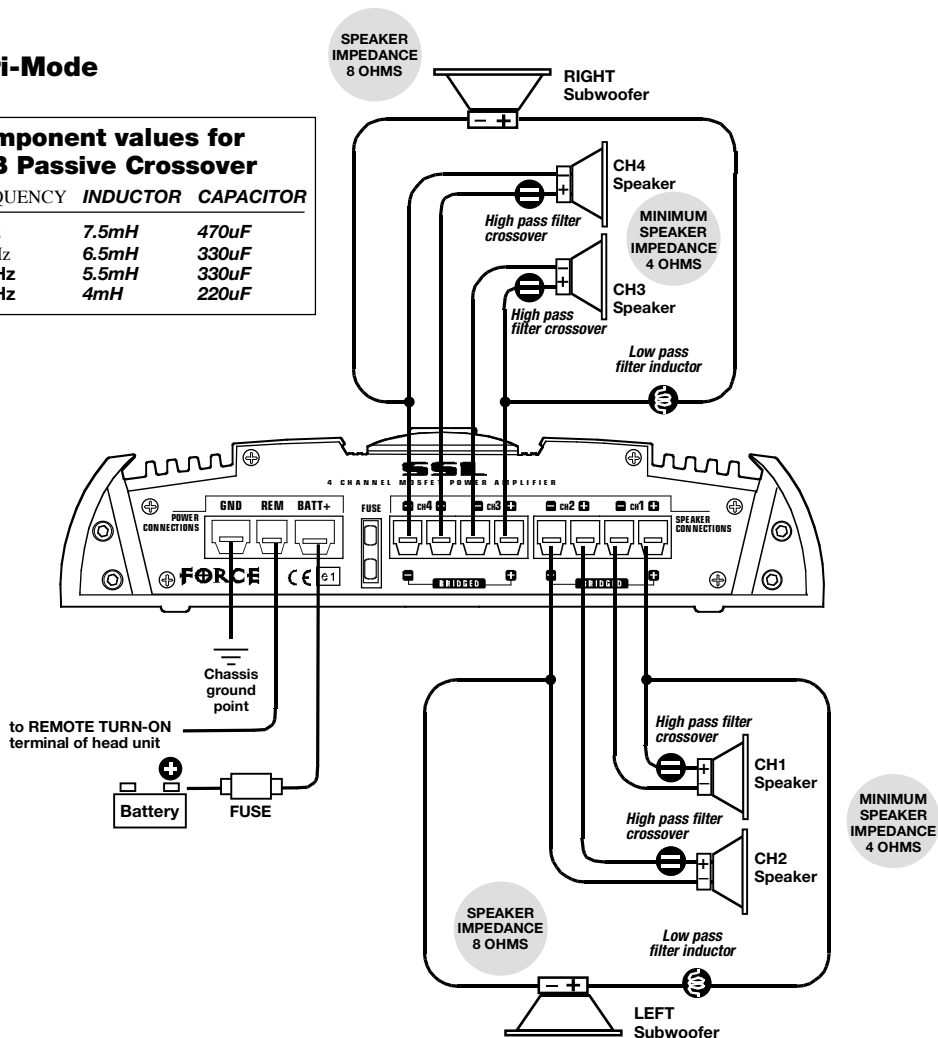 SPEAKER
IMPEDANCE
8 OHMS
i-Mode
RIGHT
Subwoofer
– +
mponent values for
Passive Crossover
QUENCY INDUCTOR CAPACITOR
7.5mH 470uF
Hz 6.5mH 330uF
Hz 5.5mH 330uF
Hz 4mH 220uF
CH4
Speaker
– +
High pass filter
crossover
MINIMUM
SPEAKER
IMPEDANCE
4 OHMS
CH3
Speaker
– +
High pass
filter crossover
Low pass
filter inductor
SSL
4 CHANNEL MOSFET POWER AMPLIFIER
POWER
CONNECTIONS
GND REM BATT+
FUSE
– CH4 + – CH3 +
– CH2 + – CH1 +
SPEAKER
CONNECTIONS
FORCE CE e1
– BRIDGED +
– BRIDGED +
Chassis
ground
point
to REMOTE TURN-ON
terminal of head unit
+
Battery
FUSE
High pass filter
crossover
+ –
CH1
Speaker
High pass filter
crossover
+ –
CH2
Speaker
MINIMUM
SPEAKER
IMPEDANCE
4 OHMS
SPEAKER
IMPEDANCE
8 OHMS
Low pass
filter inductor
– +
LEFT
Subwoofer